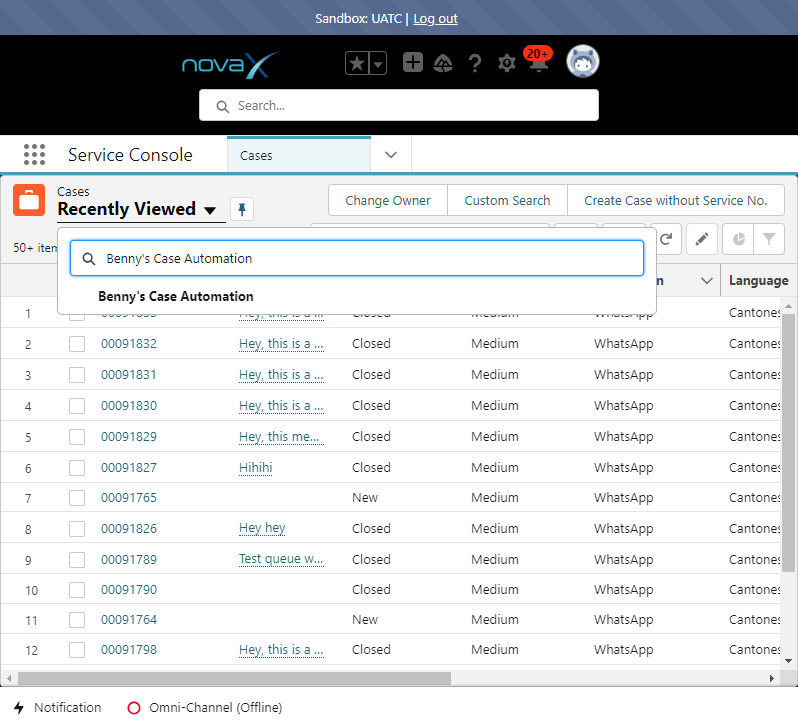 Sandbox: UATC | Log out
novax
20+
Search...
Service Console
Cases
Cases
Recently Viewed
Change Owner
Custom Search
Create Case without Service No.
50+ iten
Benny's Case Automation
Benny's Case Automation
Language
1 Closed Medium WhatsApp Cantones
2 00091832 Hey, this is a ... Closed Medium WhatsApp Cantones
3 00091831 Hey, this is a ... Closed Medium WhatsApp Cantones
4 00091830 Hey, this is a ... Closed Medium WhatsApp Cantones
5 00091829 Hey, this me... Closed Medium WhatsApp Cantones
6 00091827 Hihihi Closed Medium WhatsApp Cantones
7 00091765 New Medium WhatsApp Cantones
8 00091826 Hey hey Closed Medium WhatsApp Cantones
9 00091789 Test queue w... Closed Medium WhatsApp Cantones
10 00091790 Closed Medium WhatsApp Cantones
11 00091764 New Medium WhatsApp Cantones
12 00091798 Hey, this is a ... Closed Medium WhatsApp Cantones
Notification
Omni-Channel (Offline)